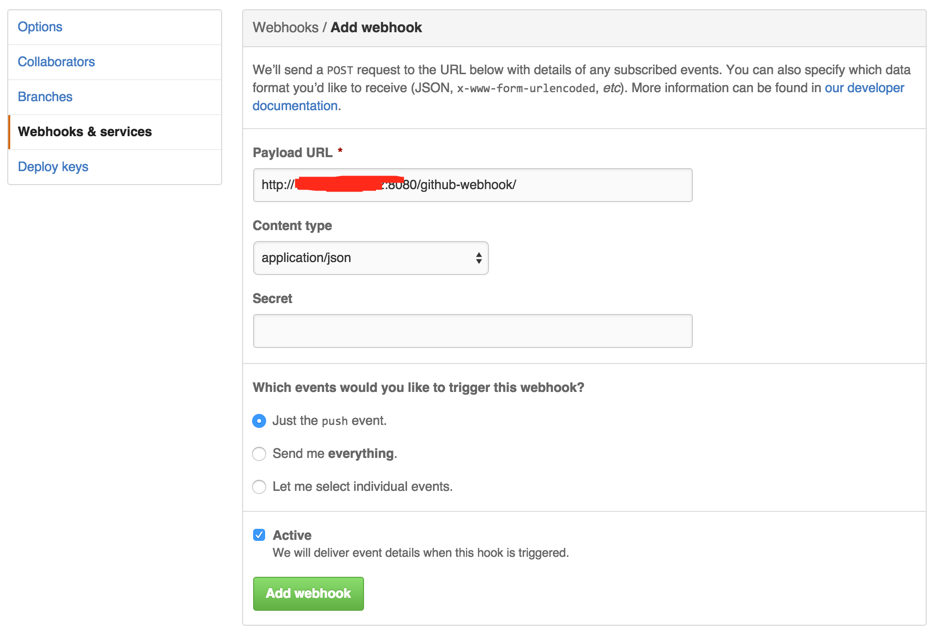 Options
Collaborators
Branches
Webhooks & services
Deploy keys
Webhooks / Add webhook
We'll send a POST request to the URL below with details of any subscribed events. You can also specify which data
format you'd like to receive (JSON, x-www-form-urlencoded, etc). More information can be found in our developer
documentation.
Payload URL *
http:// :8080/github-webhook/
Content type
application/json
Secret
Which events would you like to trigger this webhook?
Just the push event.
Send me everything.
Let me select individual events.
Active
We will deliver event details when this hook is triggered.
Add webhook